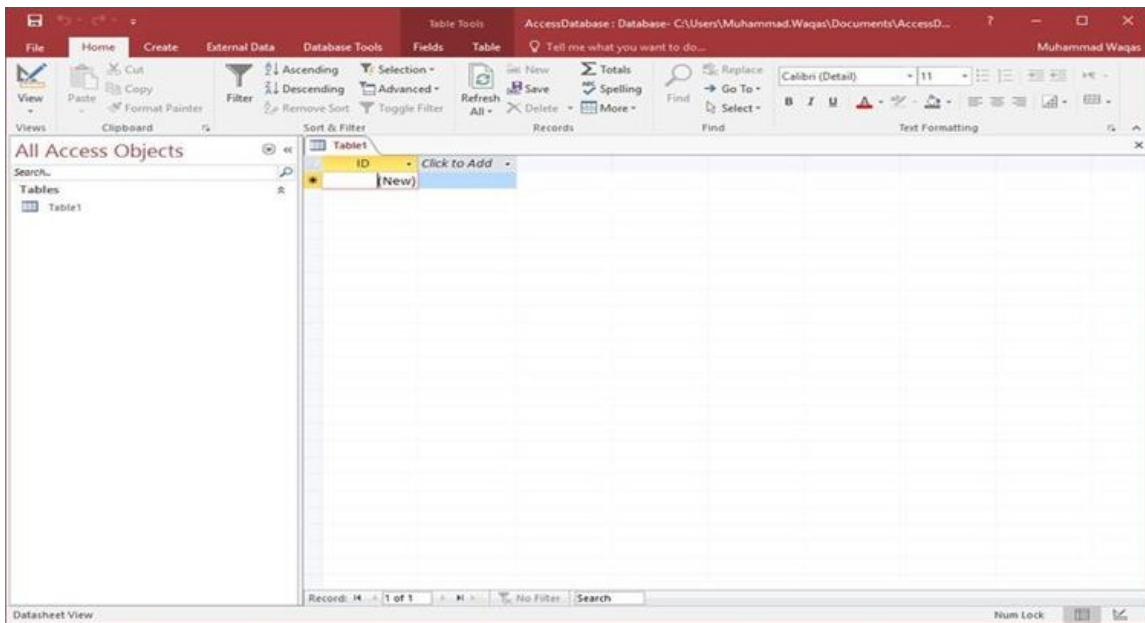 Table Tools AccessDatabase : Database- C:\Users\Muhammad.Waqas\Documents\AccessD... ?
File Home Create External Data Database Tools Fields Table Tell me what you want to do... Muhammad Waqas
View Paste Cut Copy Format Painter
Filter Ascending Descending Remove Sort Selection Advanced Toggle Filter
Refresh All New Save Delete Totals Spelling More
Find Replace Go To Select
Calibri (Detail) 11
B I U A
Views Clipboard Sort & Filter Records Find Text Formatting
All Access Objects
Search...
Tables
Table1
Table1
ID Click to Add
(New)
Record: 1 of 1 No Filter Search
Datasheet View Num Lock